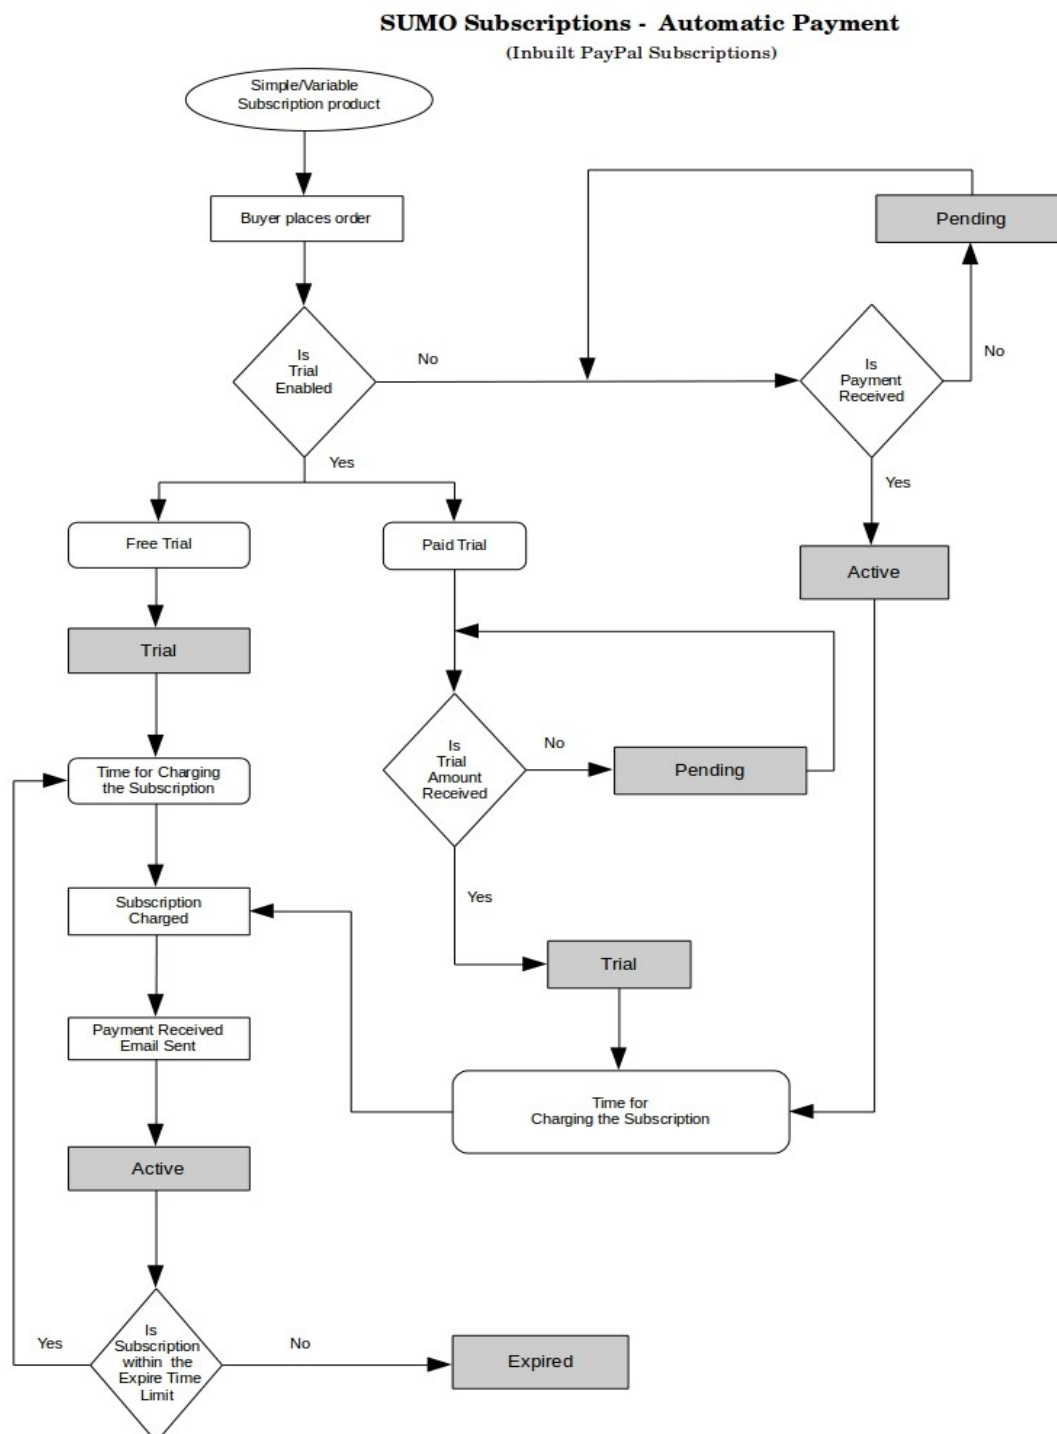 SUMO Subscriptions - Automatic Payment
(Inbuilt PayPal Subscriptions)
Simple/Variable
Subscription product
Buyer places order
Pending
Is
Trial
Enabled
No
Is
Payment
Received
No
Yes
Yes
Free Trial
Paid Trial
Active
Trial
Time for Charging
the Subscription
Is
Trial
Amount
Received
No
Pending
Subscription
Charged
Yes
Trial
Payment Received
Email Sent
Time for
Charging the Subscription
Active
Is
Subscription
within the
Expire Time
Limit
Yes
No
Expired